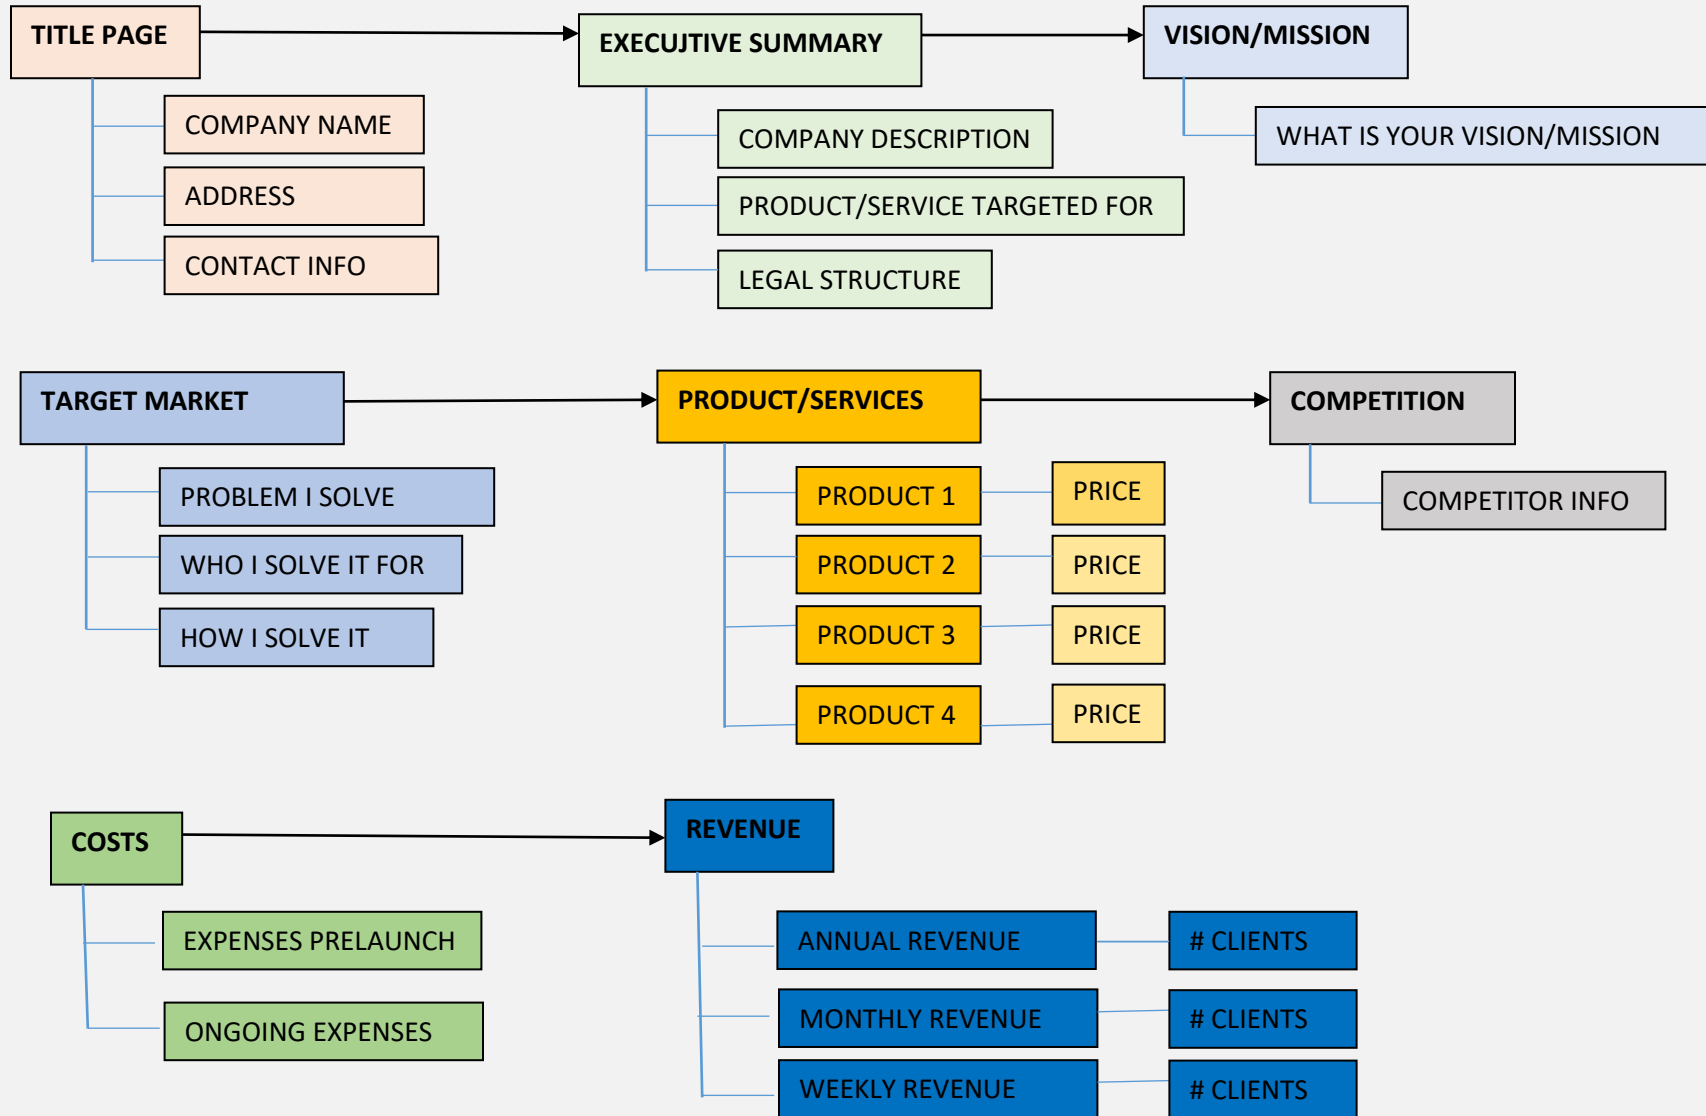 TITLE PAGE
COMPANY NAME
ADDRESS
CONTACT INFO
EXECUJTIVE SUMMARY
COMPANY DESCRIPTION
PRODUCT/SERVICE TARGETED FOR
LEGAL STRUCTURE
VISION/MISSION
WHAT IS YOUR VISION/MISSION
TARGET MARKET
PROBLEM I SOLVE
WHO I SOLVE IT FOR
HOW I SOLVE IT
PRODUCT/SERVICES
PRODUCT 1
PRICE
PRODUCT 2
PRICE
PRODUCT 3
PRICE
PRODUCT 4
PRICE
COMPETITION
COMPETITOR INFO
COSTS
EXPENSES PRELAUNCH
ONGOING EXPENSES
REVENUE
ANNUAL REVENUE
# CLIENTS
MONTHLY REVENUE
# CLIENTS
WEEKLY REVENUE
# CLIENTS